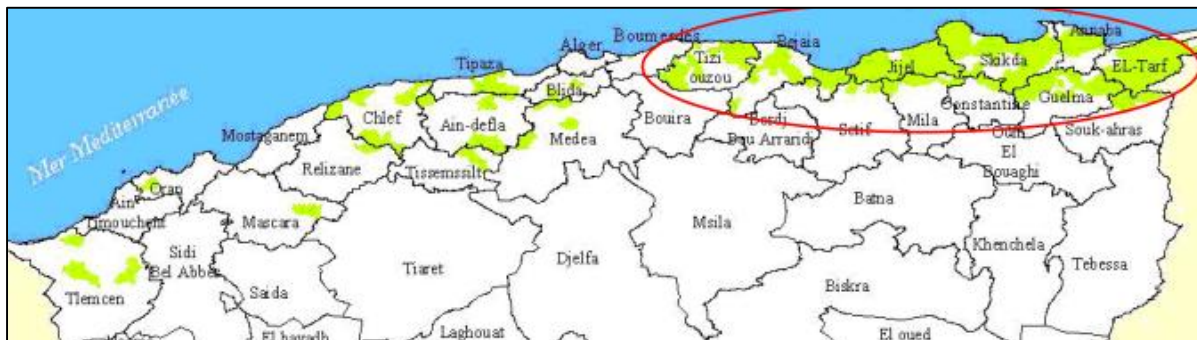 Mer Méditerranée
Alger
Boumerdes
Tipaza
Blida
Tizi
ouzou
Bejaia
Jijel
Skikda
Annaba
EL-Tarf
Guelma
Constantine
Mila
Setif
Bordj
Bou Arrarid
Bouira
Medea
Ain-defla
Chlef
Mostaganem
Relizane
Tissemssilt
Oran
Ain
Timouchent
Mascara
Sidi
Bel Abbes
Tlemcen
Saida
Tiaret
Djelfa
Msila
Batna
Oum
El
Bouaghi
Souk-ahras
Khenchela
Tebessa
Biskra
El oued
Laghouat
El bayadh